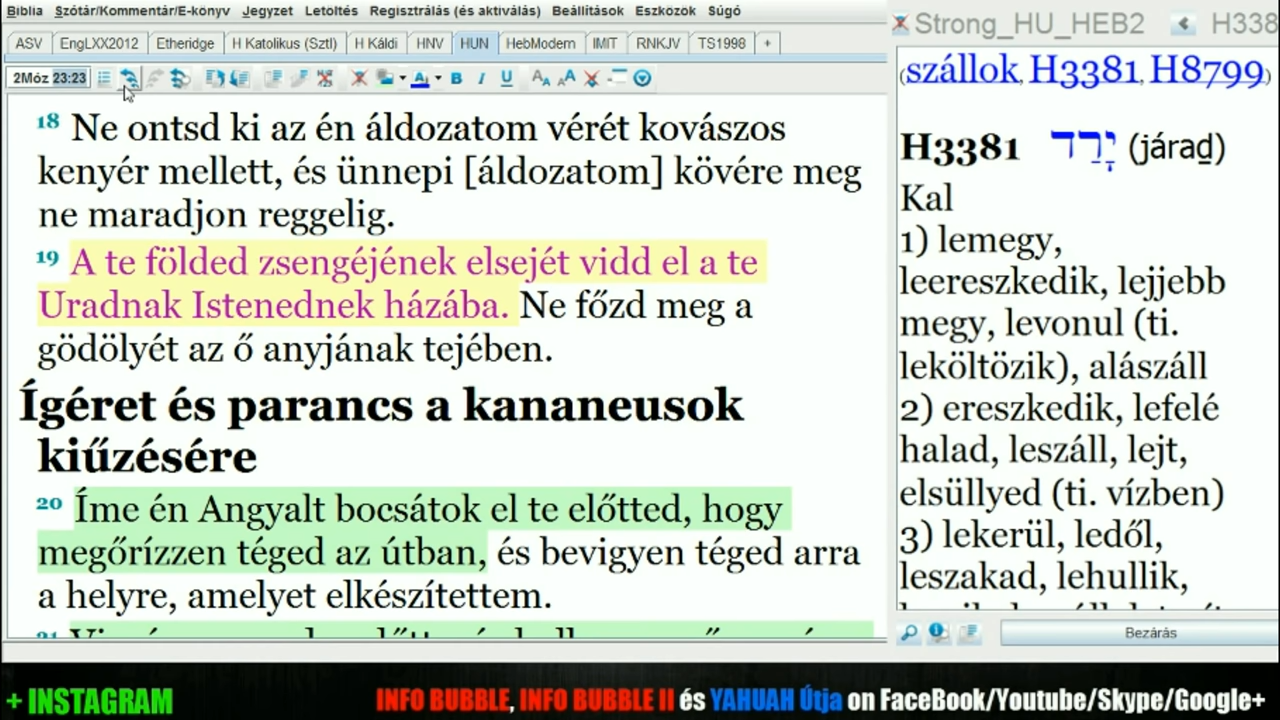 Biblia Szótár/Kommentár/E-könyv Jegyzet Letöltés Regisztrálás (és aktiválás) Beállítások Eszközök Súgó
ASV EngLXX2012 Etheridge H Katolikus (Sztl) H Káldi HNV HUN HebModern IMIT RNKJV TS1998 +
2Móz 23:23
18 Ne ontsd ki az én áldozatom vérét kovászos
kenyér mellett, és ünnepi [áldozatom] kövére meg
ne maradjon reggelig.
19 A te földed zsengéjének elsejét vidd el a te
Uradnak Istenednek házába. Ne főzd meg a
gödölyét az ő anyjának tejében.
Ígéret és parancs a kananeusok
kiűzésére
20 Íme én Angyalt bocsátok el te előtted, hogy
megőrízzen téged az útban, és bevigyen téged arra
a helyre, amelyet elkészítettem.
Strong_HU_HEB2 H338
(szállok, H3381, H8799)
H3381 יָרַד (járaḏ)
Kal
1) lemegy,
leereszkedik, lejjebb
megy, levonul (ti.
leköltözik), alászáll
2) ereszkedik, lefelé
halad, leszáll, lejt,
elsüllyed (ti. vízben)
3) lekerül, ledől,
leszakad, lehullik,
Bezárás
+ INSTAGRAM INFO BUBBLE, INFO BUBBLE II és YAHUAH Útja on FaceBook/Youtube/Skype/Google+